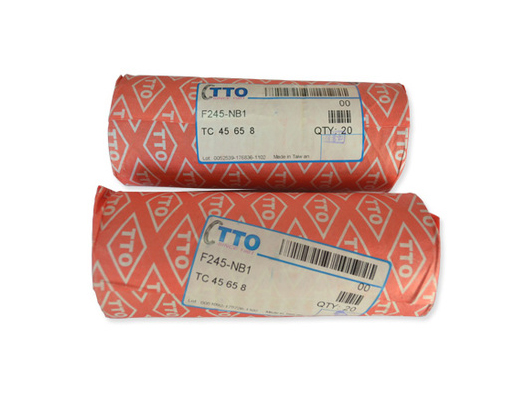 TTO
00
F245-NB1
TC 45 65 8
QTY: 20
Made in Taiwan
TTO
F245-NB1
TC 45 65 8
00
QTY: 20